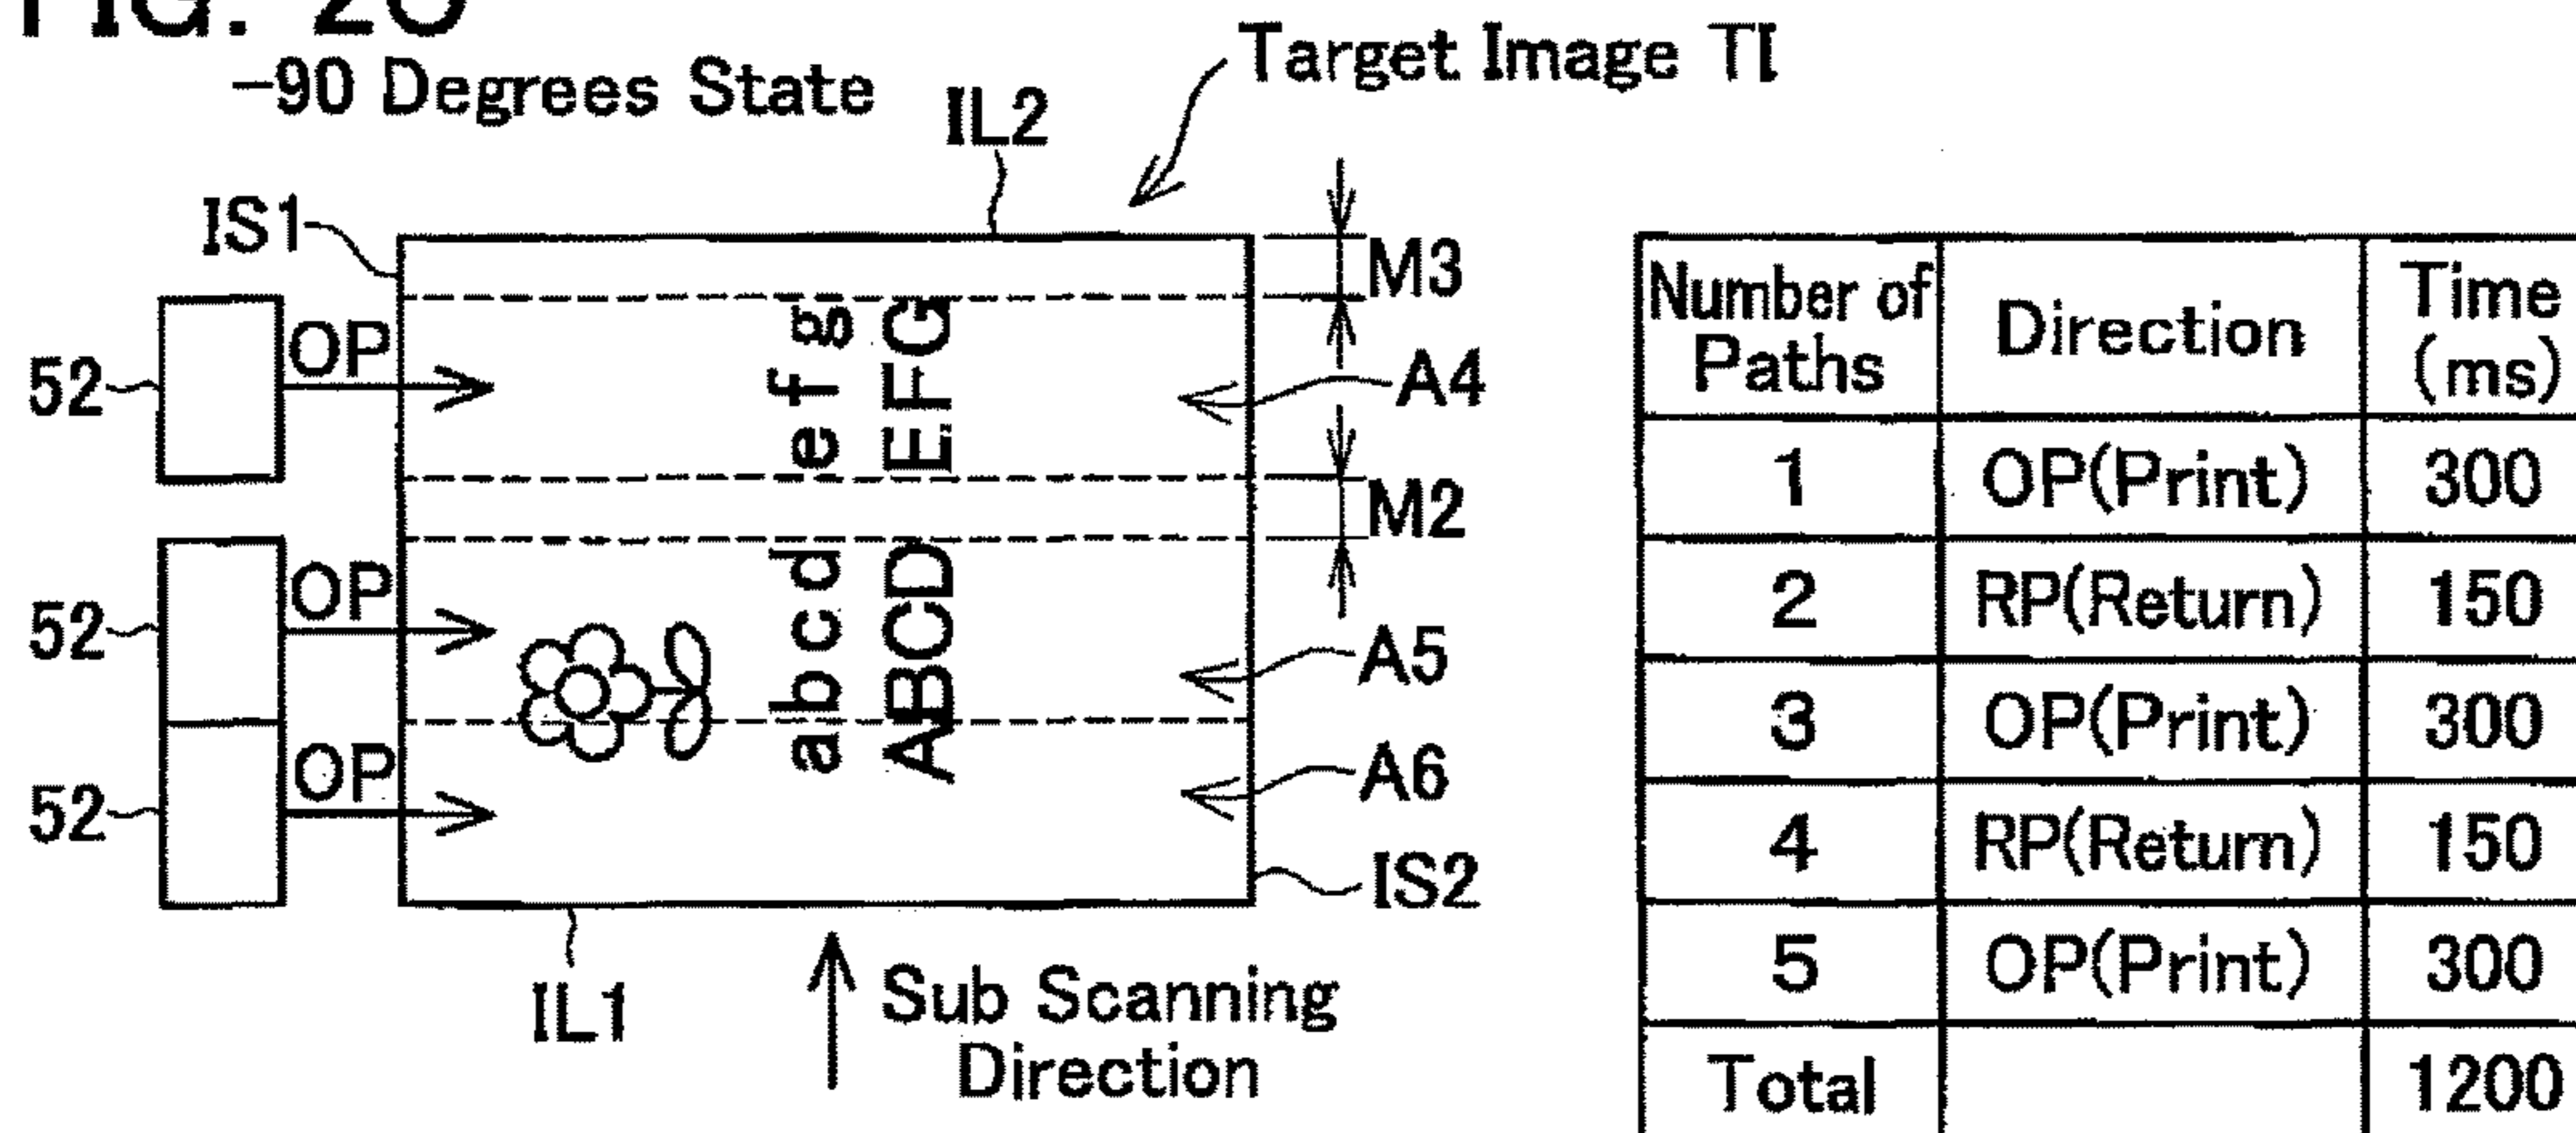 FIG. 20
-90 Degrees State
Target Image TI
IL2
IS1
M3
52
OP
A4
M2
52
OP
A5
52
OP
A6
IS2
IL1
e f g
EFG
a b c d
ABCD
Sub Scanning
Direction
Number of Paths Direction Time (ms)
1 OP(Print) 300
2 RP(Return) 150
3 OP(Print) 300
4 RP(Return) 150
5 OP(Print) 300
Total 1200